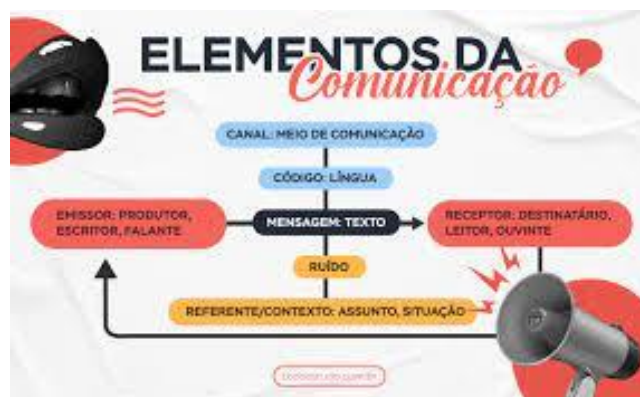 ELEMENTOS DA
Comunicação
CANAL: MEIO DE COMUNICAÇÃO
CÓDIGO: LÍNGUA
EMISSOR: PRODUTOR,
ESCRITOR, FALANTE
MENSAGEM: TEXTO
RECEPTOR: DESTINATÁRIO,
LEITOR, OUVINTE
RUÍDO
REFERENTE/CONTEXTO: ASSUNTO, SITUAÇÃO